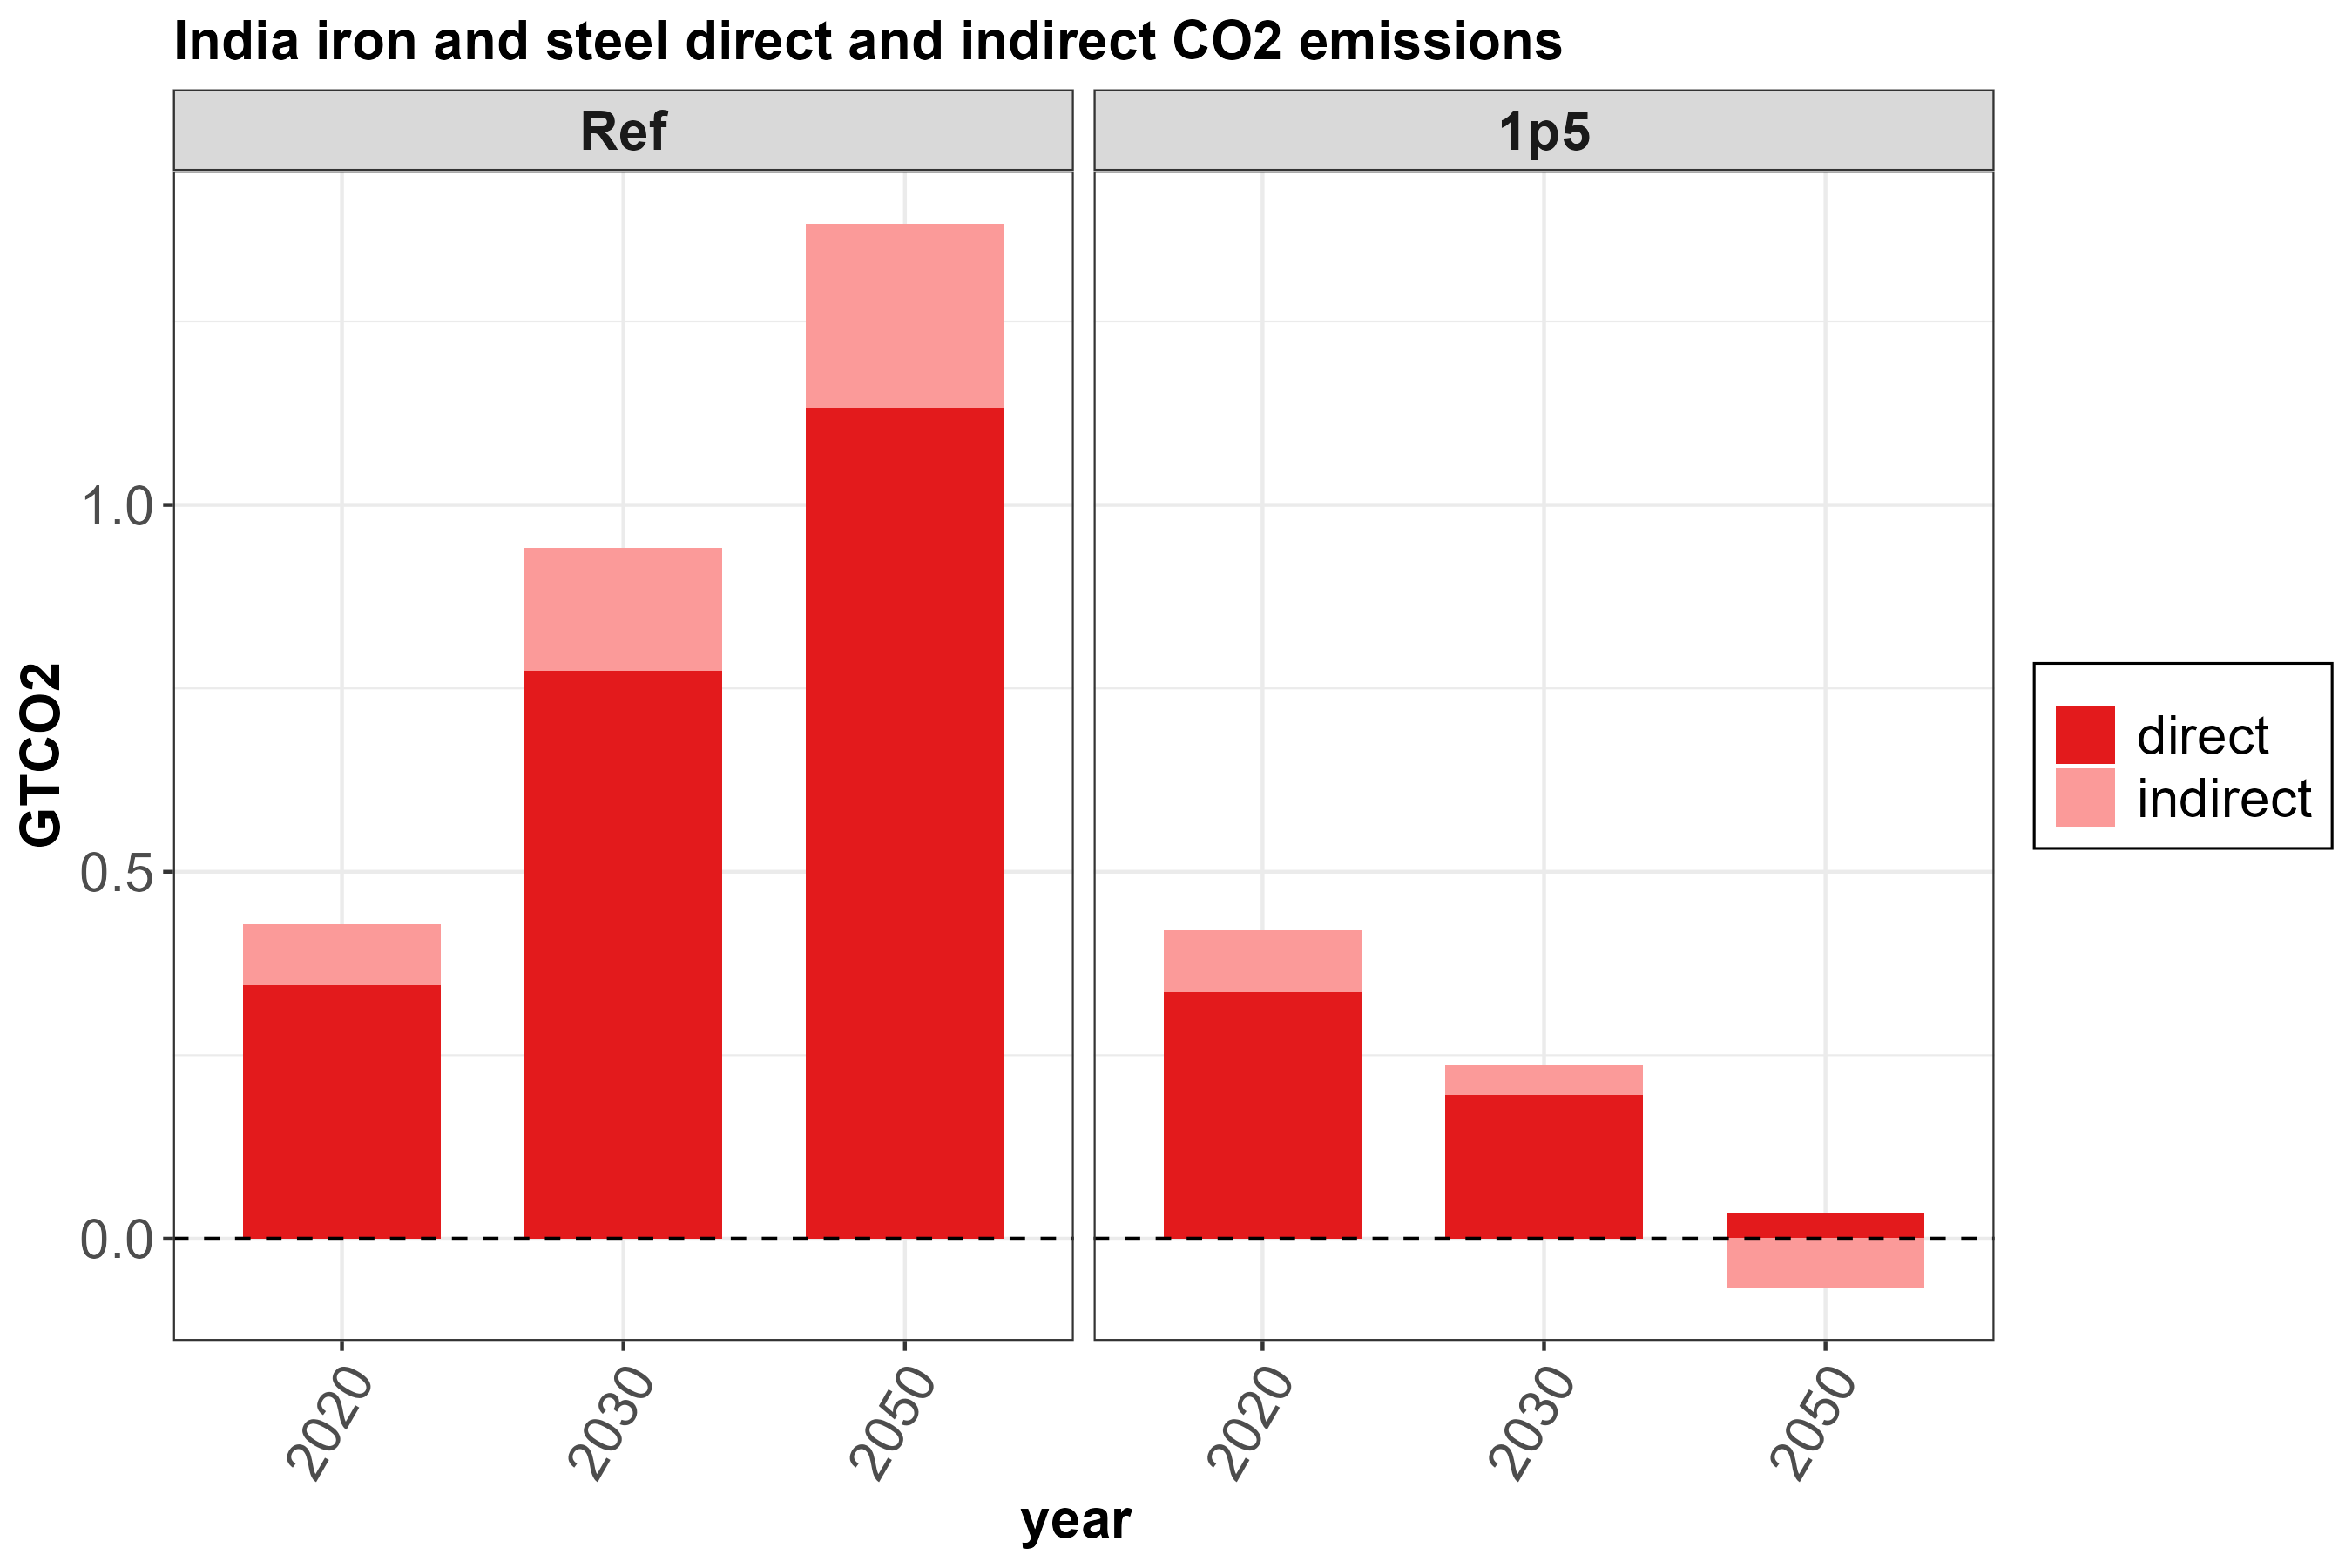 India iron and steel direct and indirect CO2 emissions
Ref
1p5
GTCO2
1.0
0.5
0.0
2020
2030
2050
2020
2030
2050
year
direct
indirect